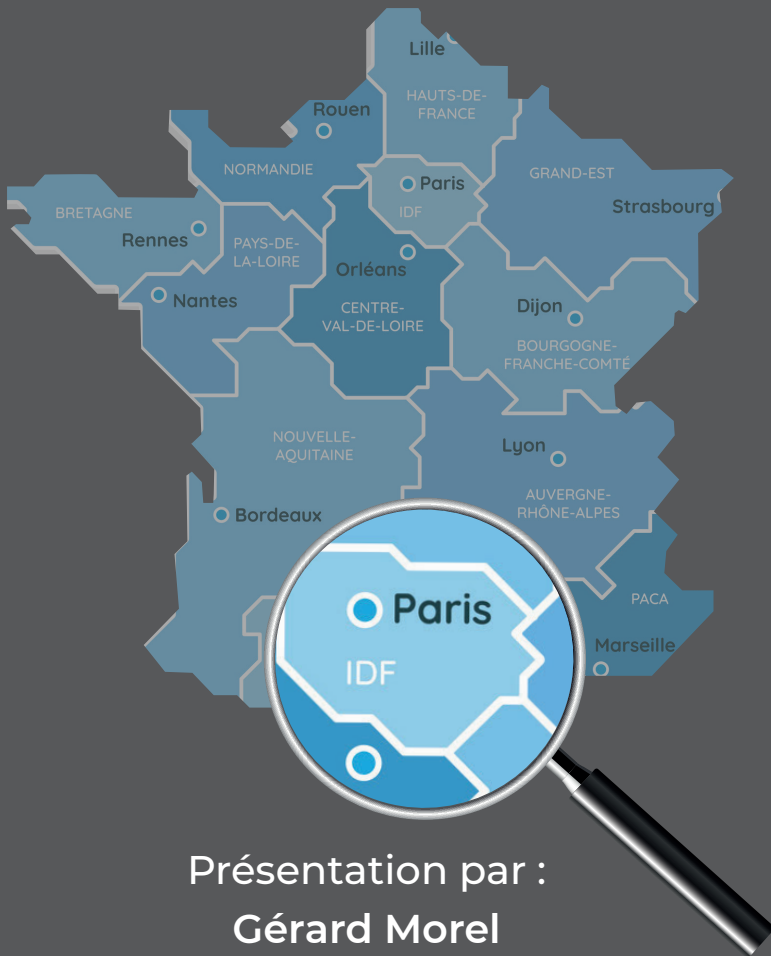 Lille
HAUTS-DE-
FRANCE
Rouen
NORMANDIE
Paris
IDF
GRAND-EST
Strasbourg
BRETAGNE
Rennes
PAYS-DE-
LA-LOIRE
Nantes
Orléans
CENTRE-
VAL-DE-LOIRE
Dijon
BOURGOGNE-
FRANCHE-COMTÉ
NOUVELLE-
AQUITAINE
Lyon
AUVERGNE-
RHÔNE-ALPES
Bordeaux
PACA
Marseille
Paris
IDF
Présentation par :
Gérard Morel